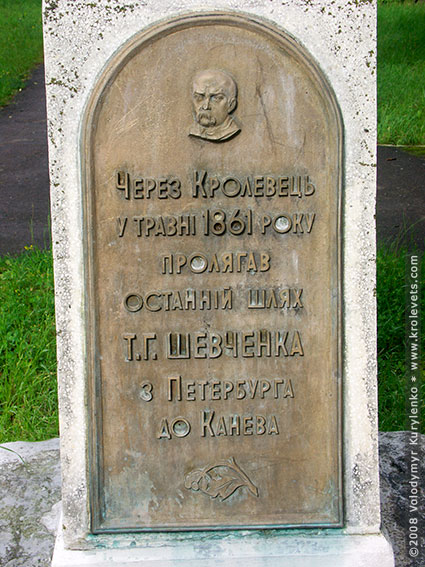 Через Кролевець
у травні 1861 року
пролягав
останній шлях
Т.Г. Шевченка
з Петербурга
до Канева
©2008 Volodymyr Kurylenko * www.krolevets.com